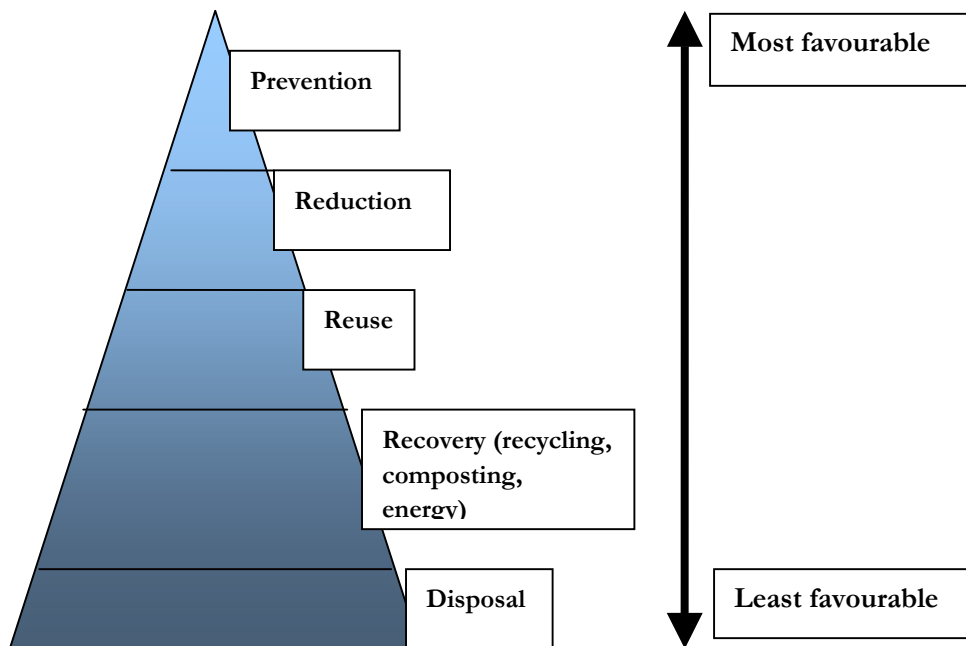 Most favourable
Prevention
Reduction
Reuse
Recovery (recycling,
composting,
energy)
Disposal
Least favourable